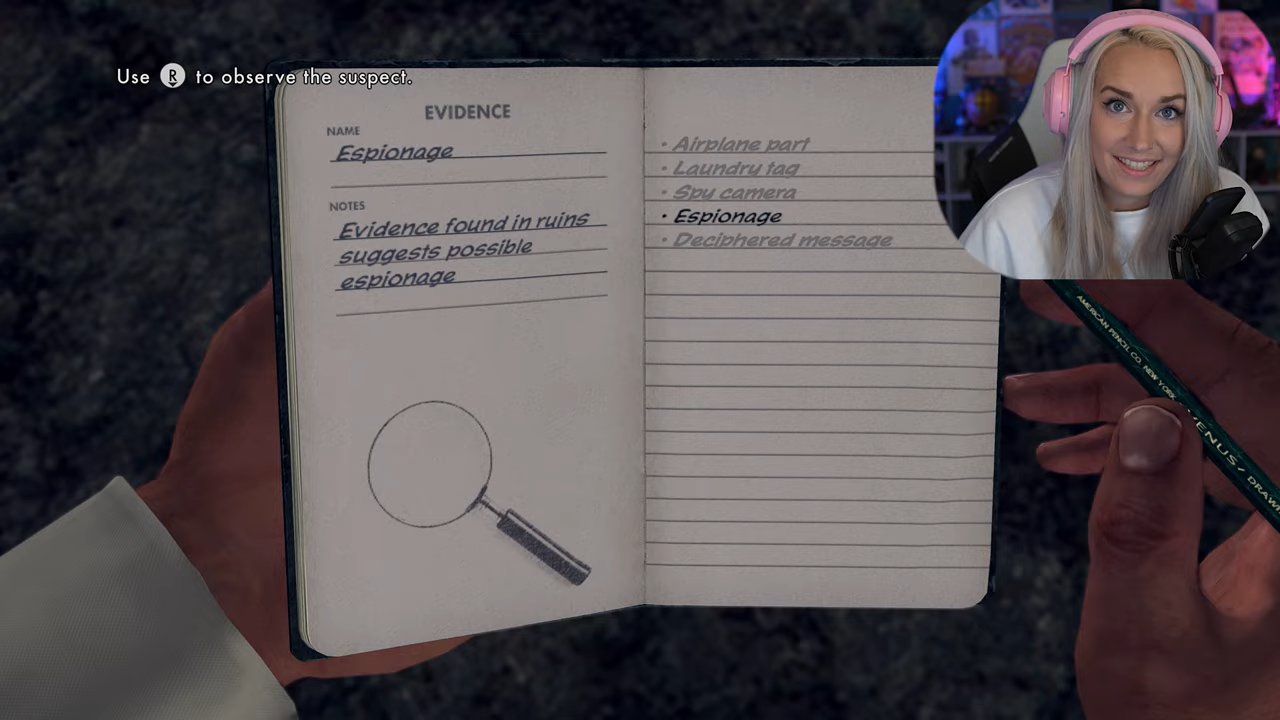 Use R to observe the suspect.
EVIDENCE
NAME
Espionage
NOTES
Evidence found in ruins
suggests possible
espionage
• Airplane part
• Laundry tag
• Spy camera
• Espionage
• Deciphered message
AMERICAN PENCIL CO. NEW YORK
VENUS/ DRAW